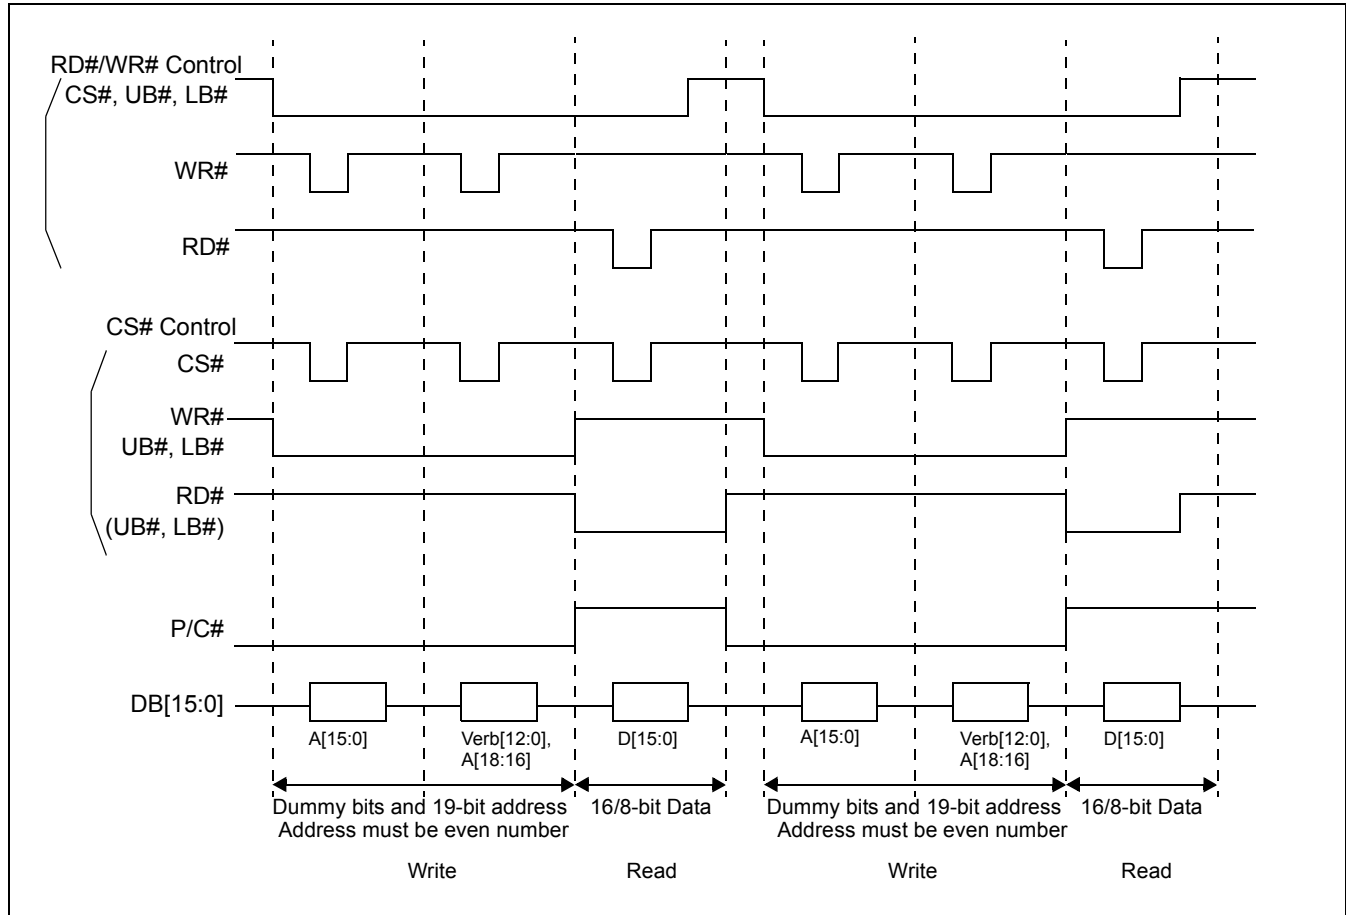 RD#/WR# Control
CS#, UB#, LB#
WR#
RD#
CS# Control
CS#
WR#
UB#, LB#
RD#
(UB#, LB#)
P/C#
DB[15:0]
A[15:0] Verb[12:0], D[15:0] A[15:0] Verb[12:0], D[15:0]
A[18:16] A[18:16]
Dummy bits and 19-bit address 16/8-bit Data Dummy bits and 19-bit address 16/8-bit Data
Address must be even number Address must be even number
Write Read Write Read